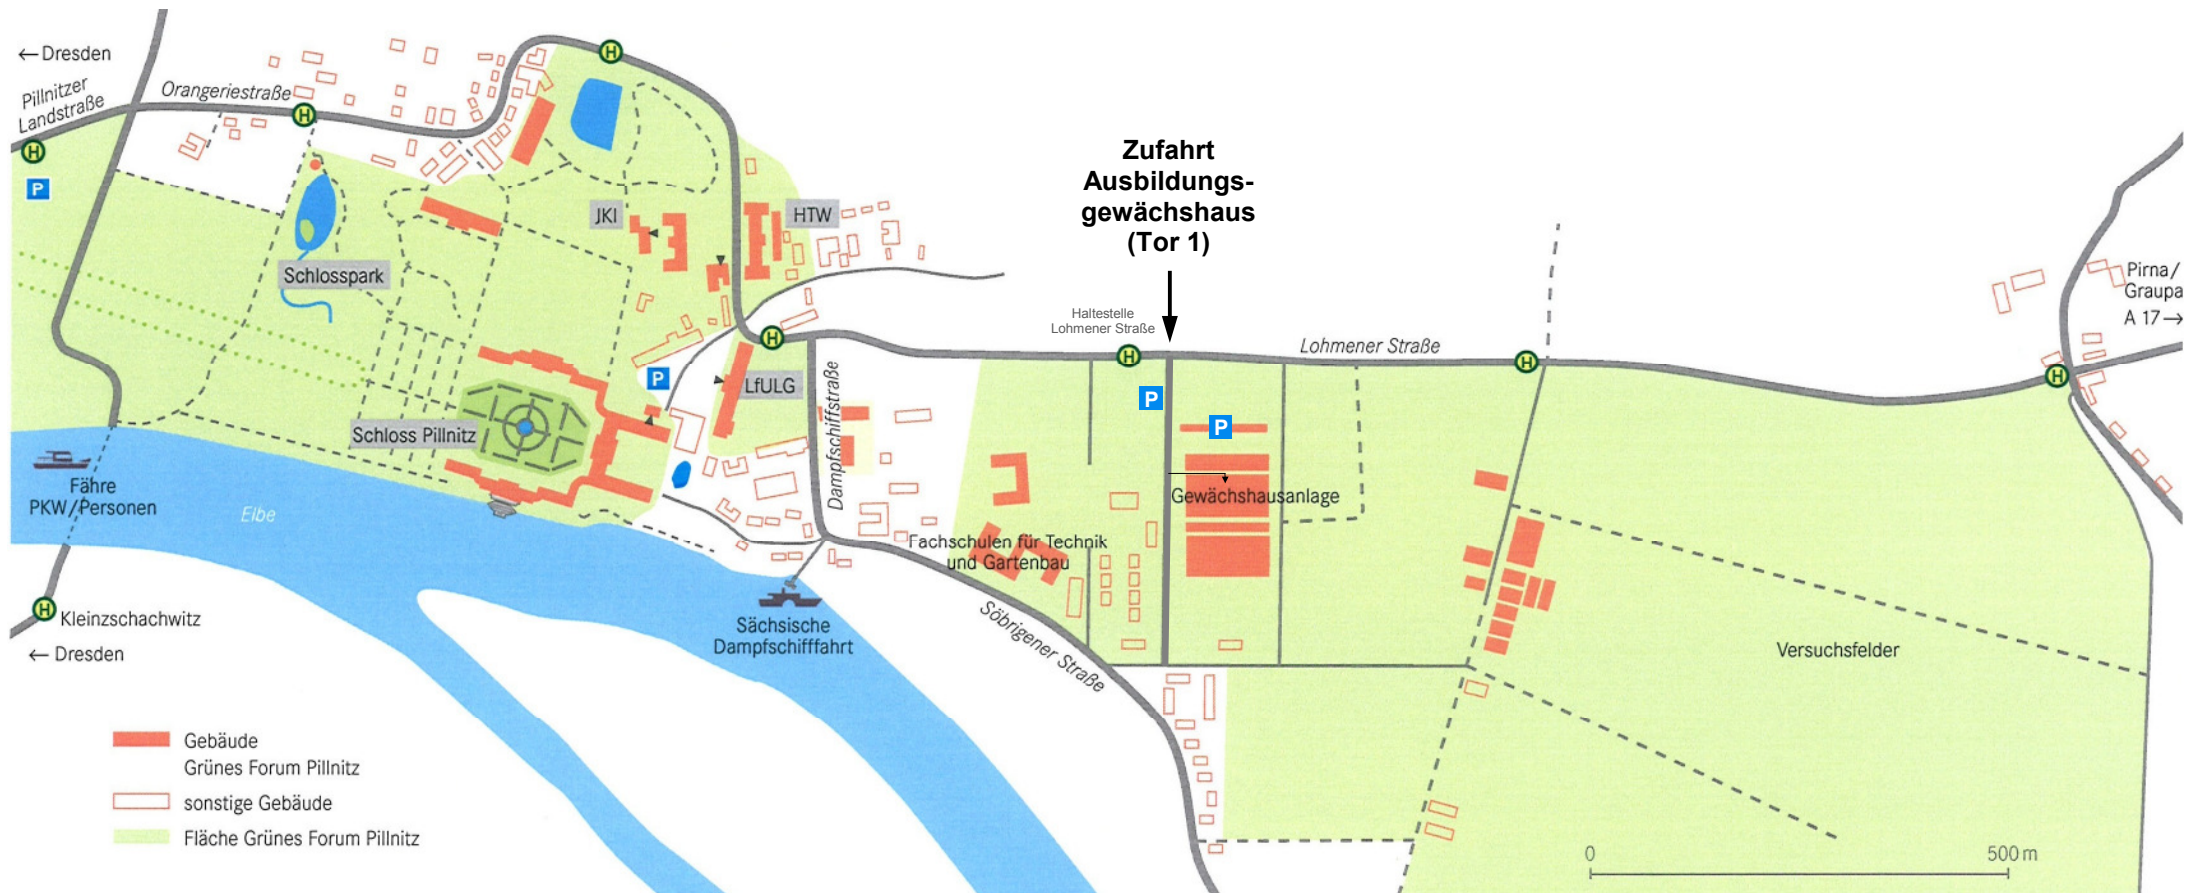 ← Dresden
Pillnitzer
Landstraße
Orangeriestraße
H
H
H
P
JKI
HTW
Schlosspark
Zufahrt
Ausbildungs-
gewächshaus
(Tor 1)
Haltestelle
Lohmener Straße
H
H
Lohmener Straße
H
H
Pirna/
Graupa
A 17→
P
LfULG
Dampfschiffstraße
P
P
Schloss Pillnitz
Gewächshausanlage
Fähre
PKW/Personen
Elbe
Fachschulen für Technik
und Gartenbau
H
Kleinzschachwitz
← Dresden
Sächsische
Dampfschifffahrt
Söbrigener Straße
Versuchsfelder
Gebäude
Grünes Forum Pillnitz
sonstige Gebäude
Fläche Grünes Forum Pillnitz
0
500 m